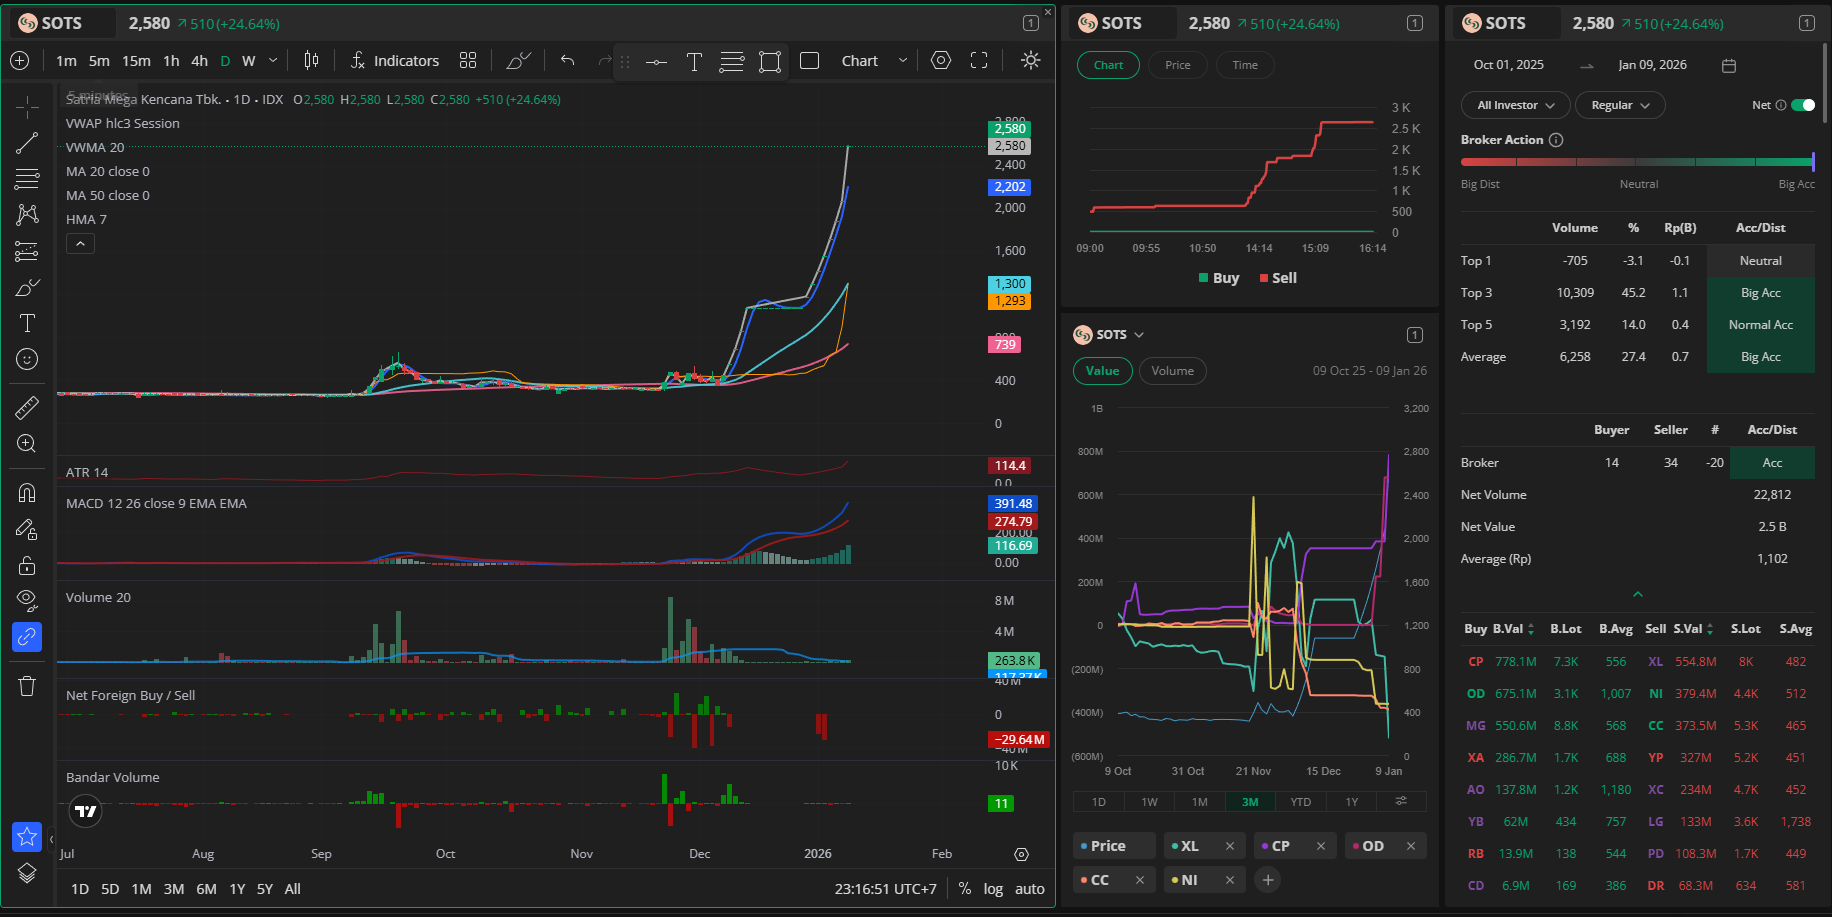 SOTS 2,580 510 (+24.64%) 1
1m 5m 15m 1h 4h D W Indicators Chart
Satria Mega Kencana Tbk. • 1D • IDX O2,580 H2,580 L2,580 C2,580 +510 (+24.64%)
VWAP hlc3 Session
VWMA 20
MA 20 close 0
MA 50 close 0
HMA 7
2,580
2,580
2,400
2,202
2,000
1,600
1,300
1,293
739
400
0
ATR 14
114.4
0.0
MACD 12 26 close 9 EMA EMA
391.48
274.79
200.00
116.69
0.00
Volume 20
8 M
4 M
263.8 K
Net Foreign Buy / Sell
40 M
0
−29.64 M
−40 M
Bandar Volume
10 K
11
Jul Aug Sep Oct Nov Dec 2026 Feb
1D 5D 1M 3M 6M 1Y 5Y All 23:16:51 UTC+7 % log auto
SOTS 2,580 510 (+24.64%) 1
Chart Price Time
3 K
2.5 K
2 K
1.5 K
1 K
500
0
09:00 09:55 10:50 14:14 15:09 16:14
Buy Sell
SOTS 1
Value Volume 09 Oct 25 - 09 Jan 26
1B 3,200
800M 2,800
600M 2,400
400M 2,000
200M 1,600
0 1,200
(200M) 800
(400M) 400
(600M) 0
9 Oct 31 Oct 21 Nov 15 Dec 9 Jan
1D 1W 1M 3M YTD 1Y
Price XL × CP × OD ×
CC × NI × +
SOTS 2,580 510 (+24.64%) 1
Oct 01, 2025 → Jan 09, 2026
All Investor Regular Net
Broker Action
Big Dist Neutral Big Acc
Volume % Rp(B) Acc/Dist
Top 1 -705 -3.1 -0.1 Neutral
Top 3 10,309 45.2 1.1 Big Acc
Top 5 3,192 14.0 0.4 Normal Acc
Average 6,258 27.4 0.7 Big Acc
Buyer Seller # Acc/Dist
Broker 14 34 -20 Acc
Net Volume 22,812
Net Value 2.5 B
Average (Rp) 1,102
Buy B.Val B.Lot B.Avg Sell S.Val S.Lot S.Avg
CP 778.1M 7.3K 556 XL 554.8M 8K 482
OD 675.1M 3.1K 1,007 NI 379.4M 4.4K 512
MG 550.6M 8.8K 568 CC 373.5M 5.3K 465
XA 286.7M 1.7K 688 YP 327M 5.2K 451
AO 137.8M 1.2K 1,180 XC 234M 4.7K 452
YB 62M 434 757 LG 133M 3.6K 1,738
RB 13.9M 138 544 PD 108.3M 1.7K 449
CD 6.9M 169 386 DR 68.3M 634 581